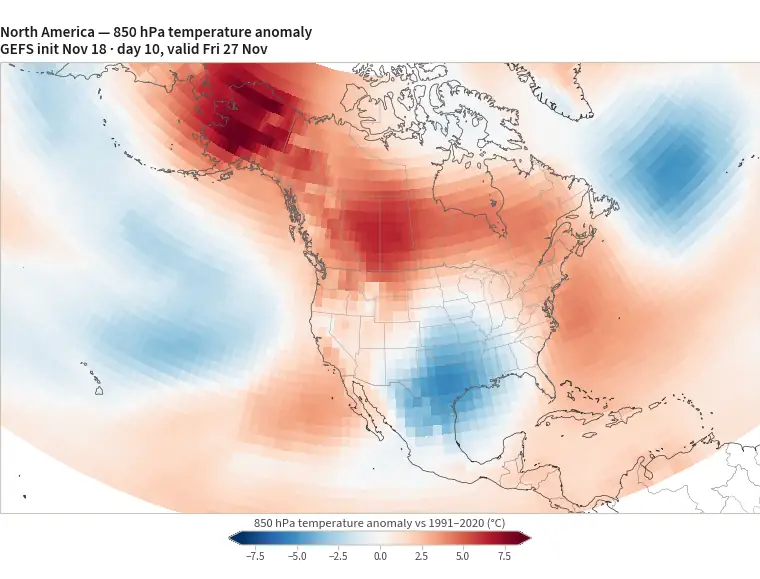 North America — 850 hPa temperature anomaly
GEFS init Nov 18 · day 10, valid Fri 27 Nov
850 hPa temperature anomaly vs 1991–2020 (°C)
−7.5 −5.0 −2.5 0.0 2.5 5.0 7.5